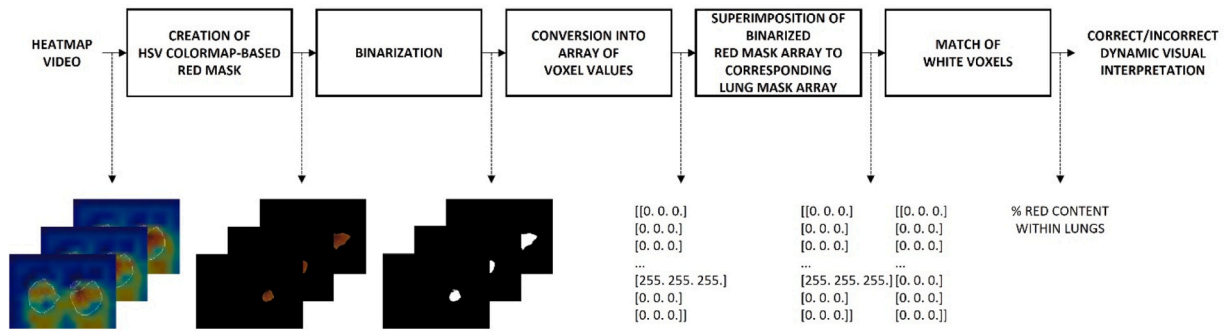 HEATMAP
VIDEO
CREATION OF
HSV COLORMAP-BASED
RED MASK
BINARIZATION
CONVERSION INTO
ARRAY OF
VOXEL VALUES
SUPERIMPOSITION OF
BINARIZED
RED MASK ARRAY TO
CORRESPONDING
LUNG MASK ARRAY
MATCH OF
WHITE VOXELS
CORRECT/INCORRECT
DYNAMIC VISUAL
INTERPRETATION
[[0. 0. 0.]
[0. 0. 0.]
[0. 0. 0.]
...
[255. 255. 255.]
[0. 0. 0.]
[0. 0. 0.]]
[[0. 0. 0.]
[0. 0. 0.]
[0. 0. 0.]
...
[255. 255. 255.]
[0. 0. 0.]
[0. 0. 0.]]
[[0. 0. 0.]
[0. 0. 0.]
[0. 0. 0.]
...
[0. 0. 0.]
[0. 0. 0.]
[0. 0. 0.]]
% RED CONTENT
WITHIN LUNGS